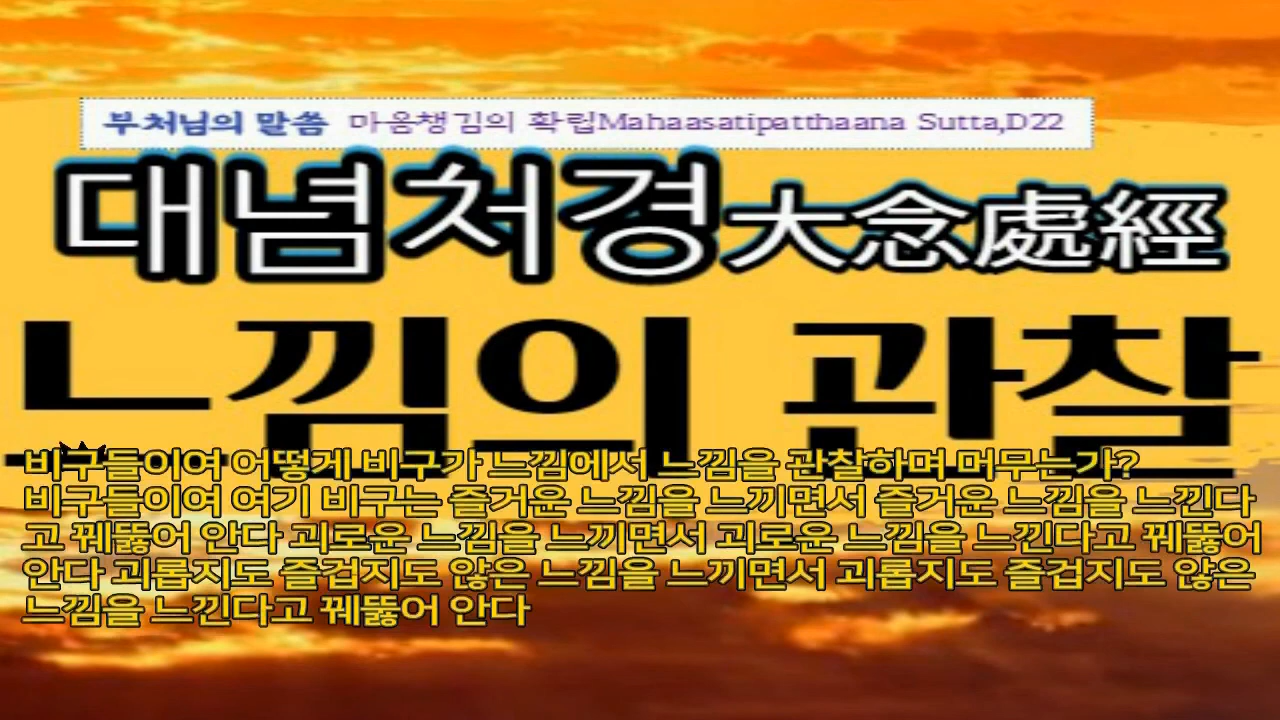 부처님의 말씀 마음챙김의 확립Mahaasatipatthaana Sutta,D22
대념처경大念處經
느낌의 관찰
비구들이여 어떻게 비구가 느낌에서 느낌을 관찰하며 머무는가?
비구들이여 여기 비구는 즐거운 느낌을 느끼면서 즐거운 느낌을 느낀다
고 꿰뚫어 안다 괴로운 느낌을 느끼면서 괴로운 느낌을 느낀다고 꿰뚫어
안다 괴롭지도 즐겁지도 않은 느낌을 느끼면서 괴롭지도 즐겁지도 않은
느낌을 느낀다고 꿰뚫어 안다